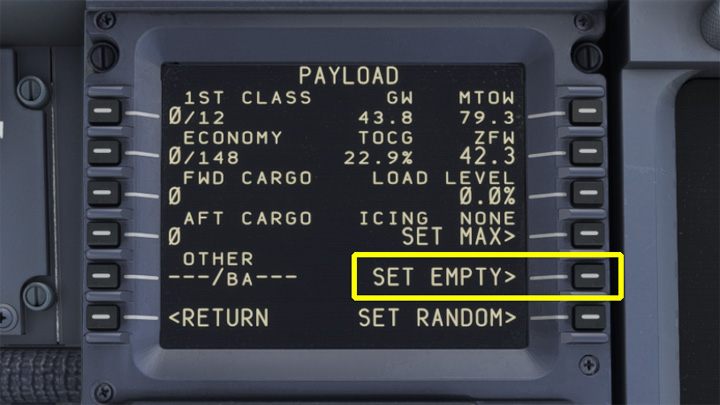 PAYLOAD
1ST CLASS GW MTOW
0/12 43.8 79.3
ECONOMY TOCG ZFW
0/148 22.9% 42.3
FWD CARGO LOAD LEVEL
0 0.0%
AFT CARGO ICING NONE
0 SET MAX>
OTHER
---/BA--- SET EMPTY>
<RETURN SET RANDOM>